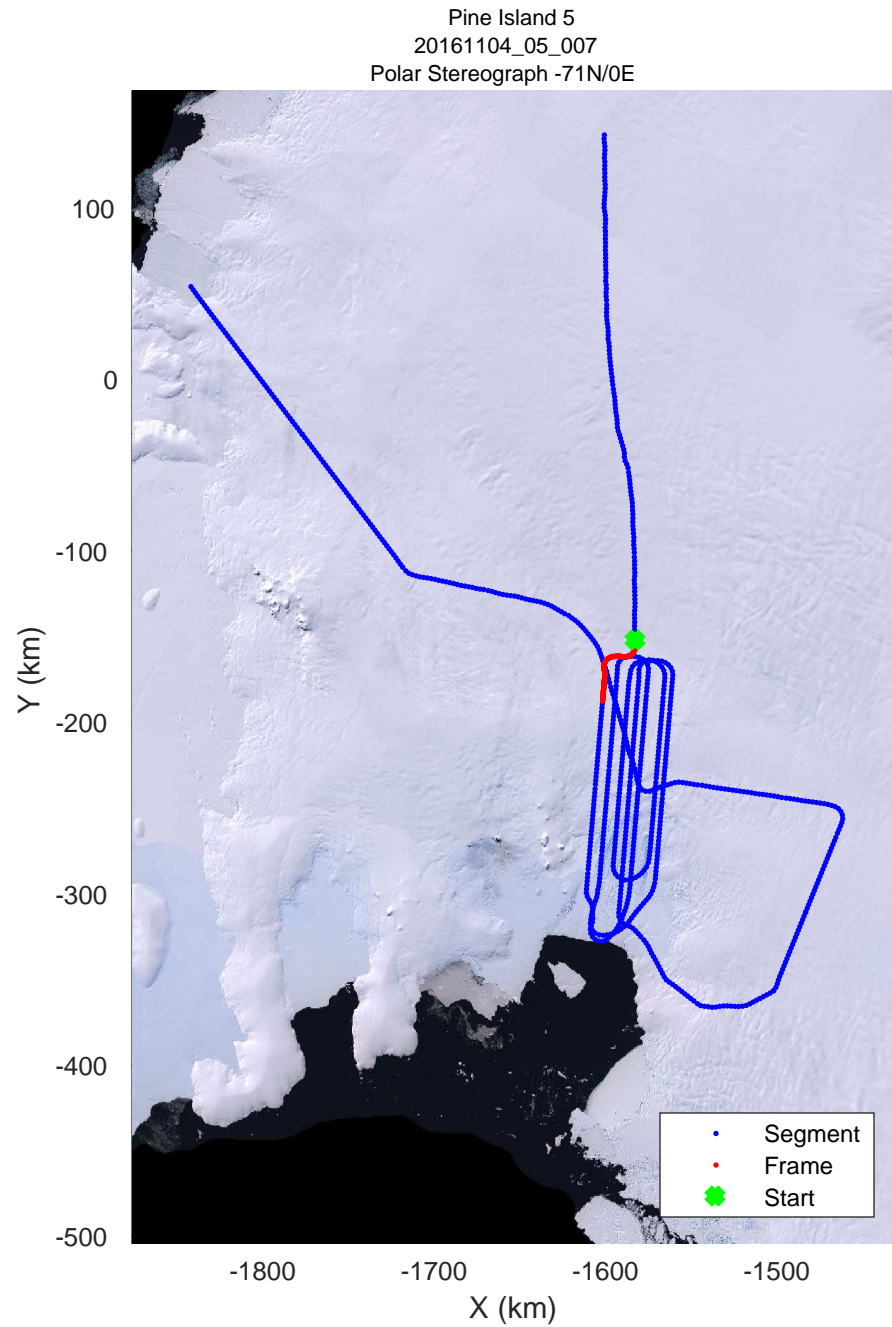 Pine Island 5
20161104_05_007
Polar Stereograph -71N/0E
100
0
-100
-200
-300
-400
-500
Y (km)
Segment
Frame
Start
-1800
-1700
-1600
-1500
X (km)